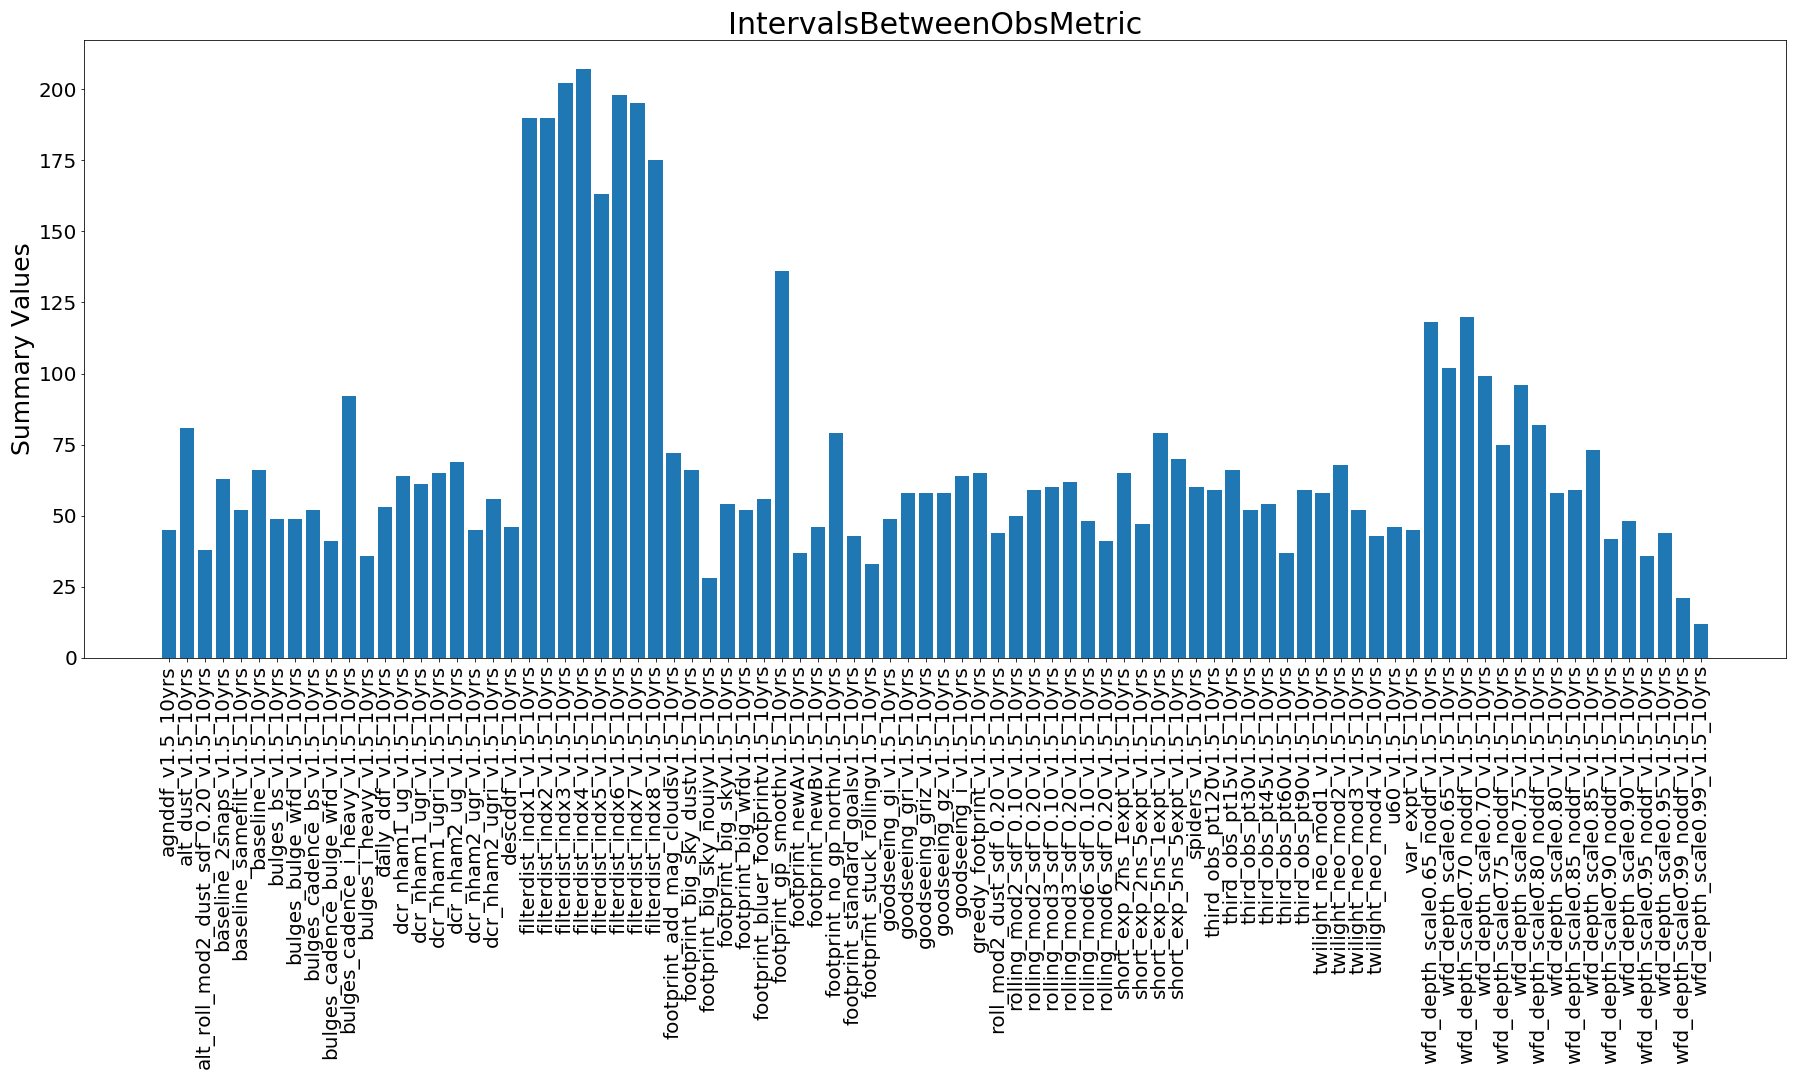 IntervalsBetweenObsMetric
Summary Values
200
175
150
125
100
75
50
25
0
agnddf_v1.5_10yrs
alt_dust_v1.5_10yrs
alt_roll_mod2_dust_sdf_0.20_v1.5_10yrs
baseline_2snaps_v1.5_10yrs
baseline_samefilt_v1.5_10yrs
baseline_v1.5_10yrs
bulges_bs_v1.5_10yrs
bulges_bulge_wfd_v1.5_10yrs
bulges_cadence_bs_v1.5_10yrs
bulges_cadence_bulge_wfd_v1.5_10yrs
bulges_cadence_i_heavy_v1.5_10yrs
bulges_i_heavy_v1.5_10yrs
daily_ddf_v1.5_10yrs
dcr_nham1_ug_v1.5_10yrs
dcr_nham1_ugr_v1.5_10yrs
dcr_nham1_ugri_v1.5_10yrs
dcr_nham2_ug_v1.5_10yrs
dcr_nham2_ugr_v1.5_10yrs
dcr_nham2_ugri_v1.5_10yrs
descddf_v1.5_10yrs
filterdist_indx1_v1.5_10yrs
filterdist_indx2_v1.5_10yrs
filterdist_indx3_v1.5_10yrs
filterdist_indx4_v1.5_10yrs
filterdist_indx5_v1.5_10yrs
filterdist_indx6_v1.5_10yrs
filterdist_indx7_v1.5_10yrs
filterdist_indx8_v1.5_10yrs
footprint_add_mag_cloudsv1.5_10yrs
footprint_big_sky_dustv1.5_10yrs
footprint_big_sky_nouiyv1.5_10yrs
footprint_big_skyv1.5_10yrs
footprint_big_wfdv1.5_10yrs
footprint_bluer_footprintv1.5_10yrs
footprint_gp_smoothv1.5_10yrs
footprint_newAv1.5_10yrs
footprint_newBv1.5_10yrs
footprint_no_gp_northv1.5_10yrs
footprint_standard_goalsv1.5_10yrs
footprint_stuck_rollingv1.5_10yrs
goodseeing_gi_v1.5_10yrs
goodseeing_gri_v1.5_10yrs
goodseeing_griz_v1.5_10yrs
goodseeing_gz_v1.5_10yrs
goodseeing_i_v1.5_10yrs
greedy_footprint_v1.5_10yrs
roll_mod2_dust_sdf_0.20_v1.5_10yrs
rolling_mod2_sdf_0.10_v1.5_10yrs
rolling_mod2_sdf_0.20_v1.5_10yrs
rolling_mod3_sdf_0.10_v1.5_10yrs
rolling_mod3_sdf_0.20_v1.5_10yrs
rolling_mod6_sdf_0.10_v1.5_10yrs
rolling_mod6_sdf_0.20_v1.5_10yrs
short_exp_2ns_1expt_v1.5_10yrs
short_exp_2ns_5expt_v1.5_10yrs
short_exp_5ns_1expt_v1.5_10yrs
short_exp_5ns_5expt_v1.5_10yrs
spiders_v1.5_10yrs
third_obs_pt120v1.5_10yrs
third_obs_pt15v1.5_10yrs
third_obs_pt30v1.5_10yrs
third_obs_pt45v1.5_10yrs
third_obs_pt60v1.5_10yrs
third_obs_pt90v1.5_10yrs
twilight_neo_mod1_v1.5_10yrs
twilight_neo_mod2_v1.5_10yrs
twilight_neo_mod3_v1.5_10yrs
twilight_neo_mod4_v1.5_10yrs
u60_v1.5_10yrs
var_expt_v1.5_10yrs
wfd_depth_scale0.65_noddf_v1.5_10yrs
wfd_depth_scale0.65_v1.5_10yrs
wfd_depth_scale0.70_noddf_v1.5_10yrs
wfd_depth_scale0.70_v1.5_10yrs
wfd_depth_scale0.75_noddf_v1.5_10yrs
wfd_depth_scale0.75_v1.5_10yrs
wfd_depth_scale0.80_noddf_v1.5_10yrs
wfd_depth_scale0.80_v1.5_10yrs
wfd_depth_scale0.85_noddf_v1.5_10yrs
wfd_depth_scale0.85_v1.5_10yrs
wfd_depth_scale0.90_noddf_v1.5_10yrs
wfd_depth_scale0.90_v1.5_10yrs
wfd_depth_scale0.95_noddf_v1.5_10yrs
wfd_depth_scale0.95_v1.5_10yrs
wfd_depth_scale0.99_noddf_v1.5_10yrs
wfd_depth_scale0.99_v1.5_10yrs